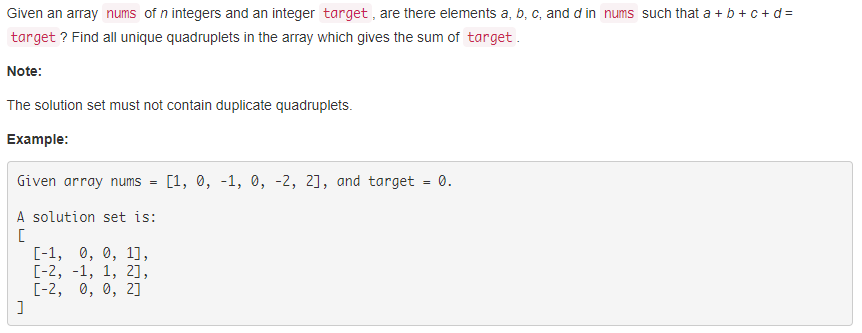 Given an array nums of n integers and an integer target , are there elements a, b, c, and d in nums such that a + b + c + d =
target ? Find all unique quadruplets in the array which gives the sum of target .
Note:
The solution set must not contain duplicate quadruplets.
Example:
Given array nums = [1, 0, -1, 0, -2, 2], and target = 0.
A solution set is:
[
  [-1,  0, 0, 1],
  [-2, -1, 1, 2],
  [-2,  0, 0, 2]
]